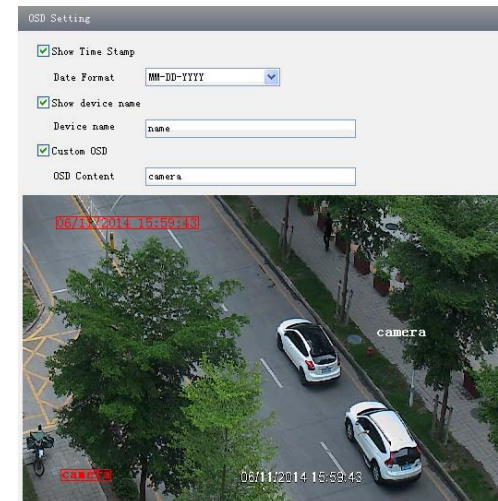 OSD Setting
Show Time Stamp
Date Format MM-DD-YYYY
Show device name
Device name name
Custom OSD
OSD Content camera
06/11/2014 15:59:43
camera
camera
06/11/2014 15:59:43